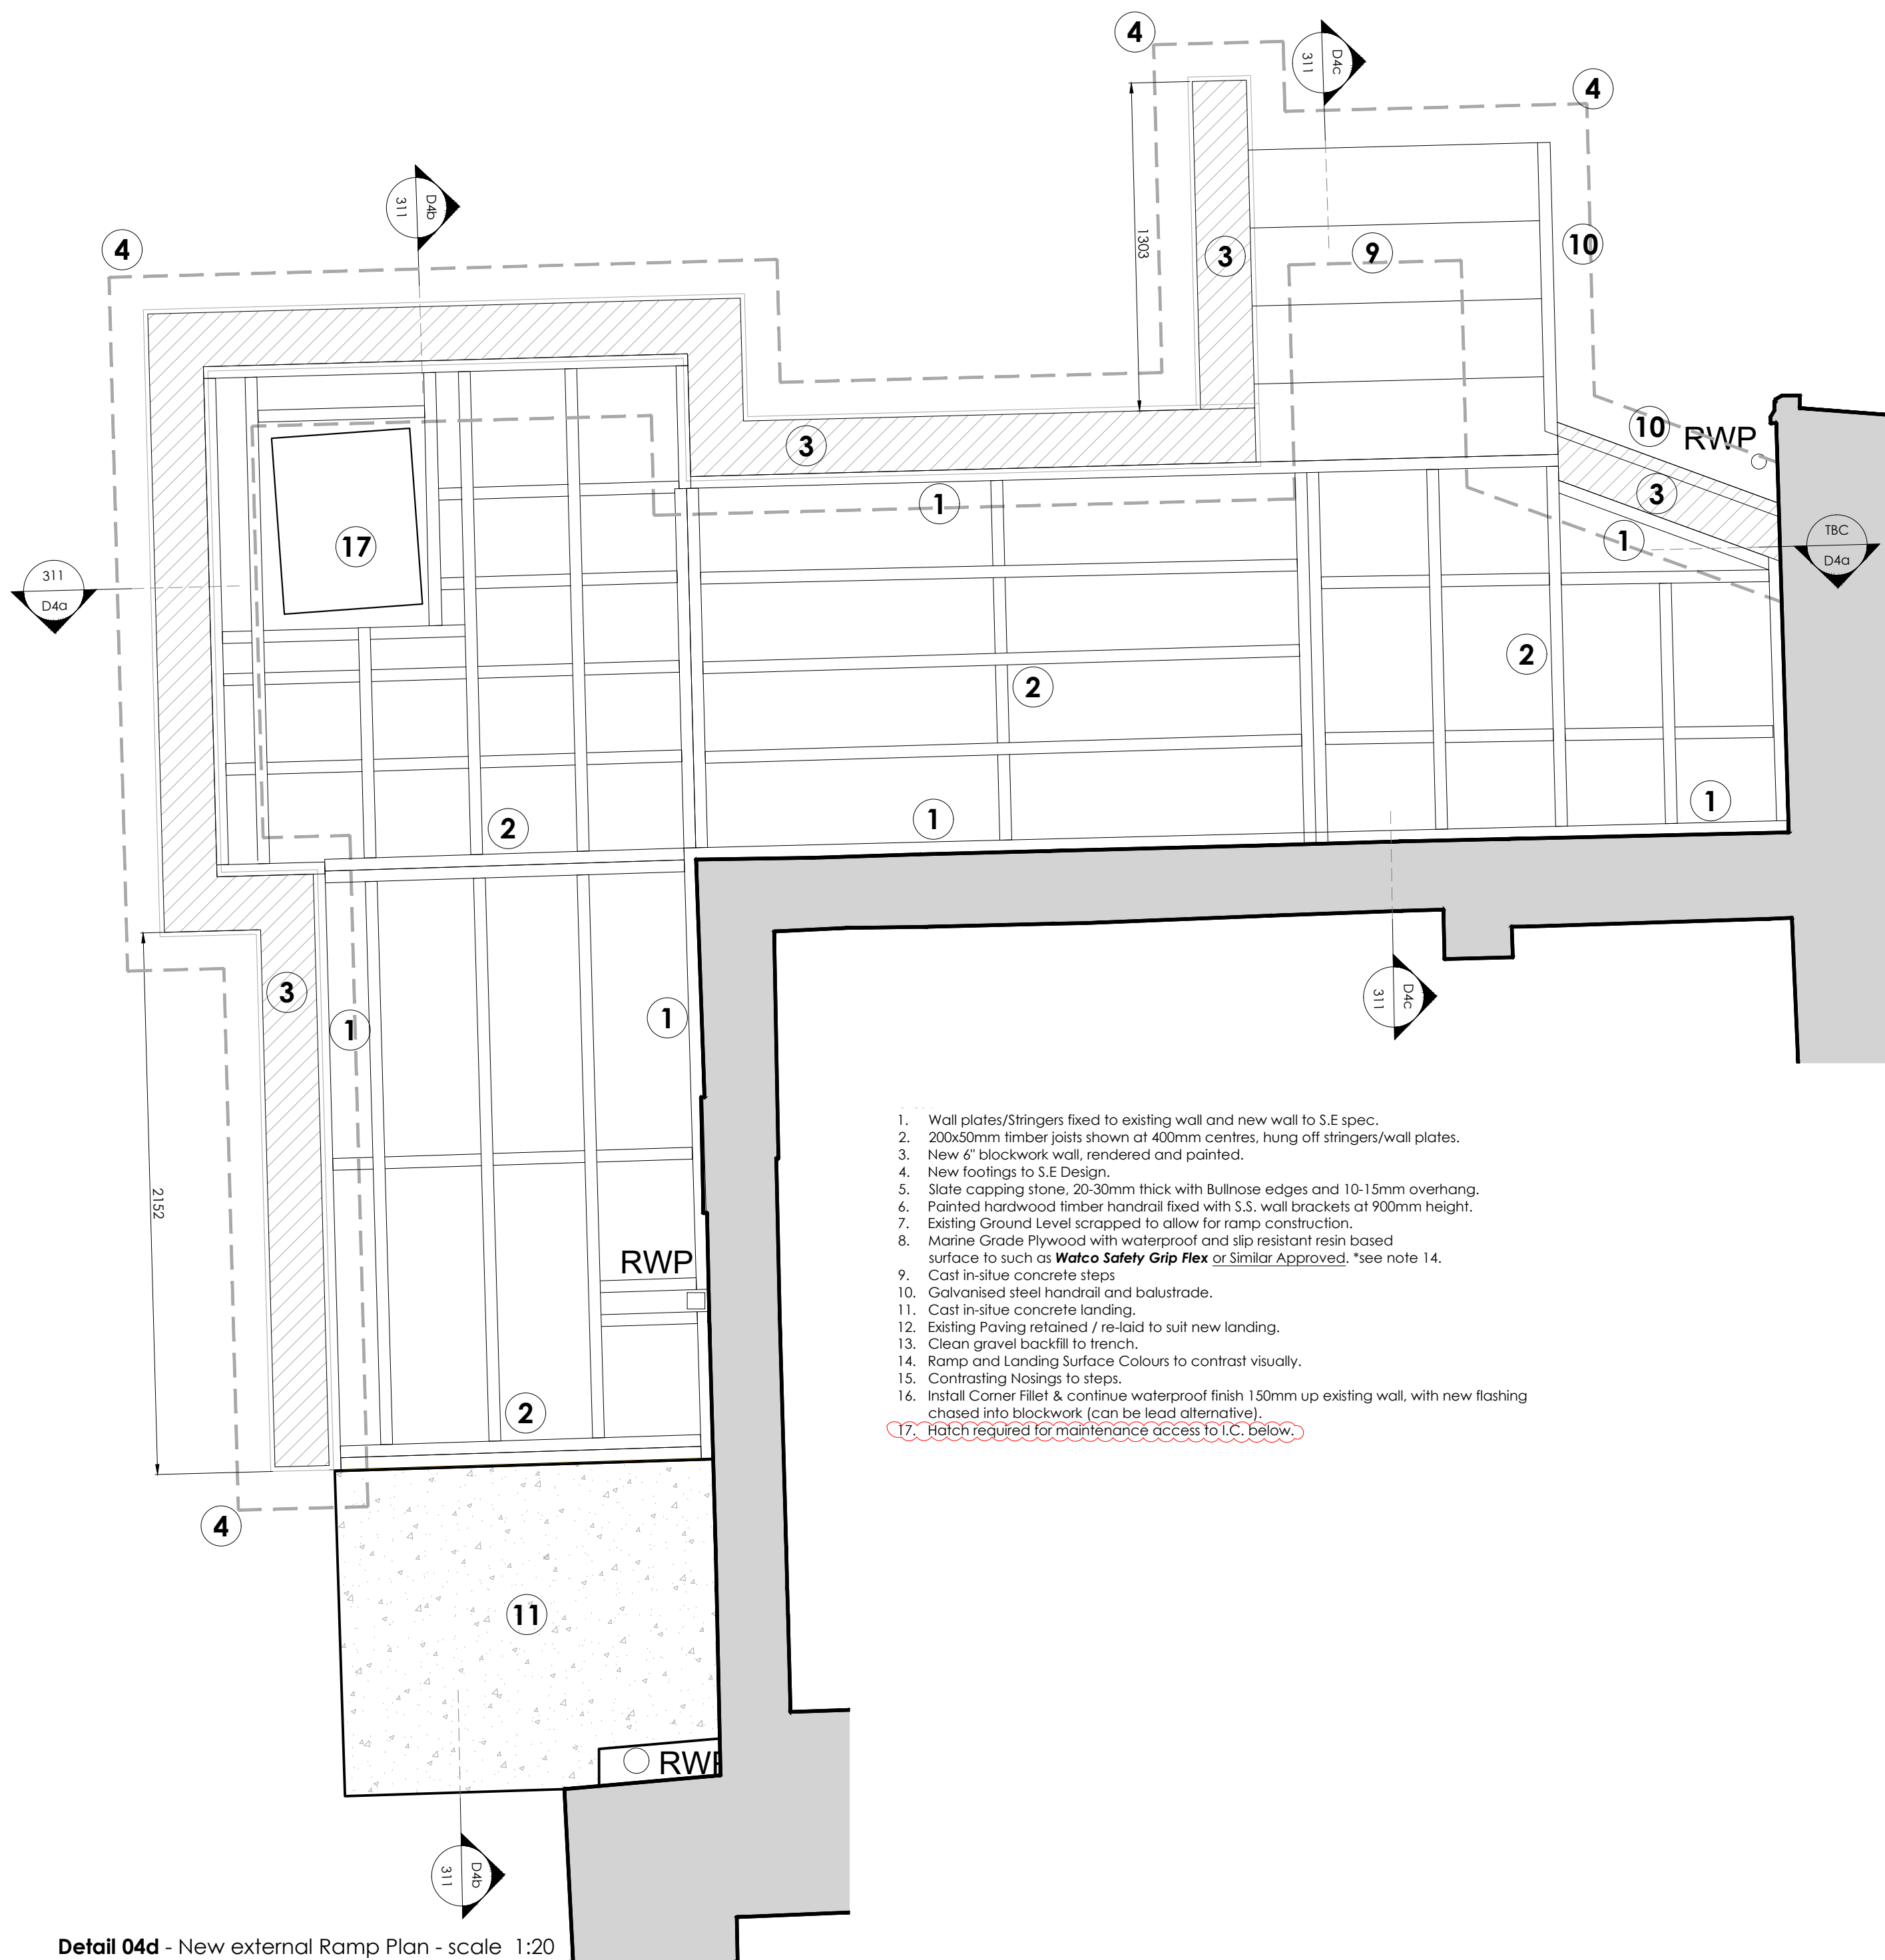 4
311
D4c
4
4
10
9
3
1303
311
D4b
4
10
RWP
3
3
1
1
TBC
D4a
17
311
D4a
2
2
1
1
2
3
1
1
311
D4c
2152
RWP
2
4
11
RWP
311
D4b
1. Wall plates/Stringers fixed to existing wall and new wall to S.E spec.
2. 200x50mm timber joists shown at 400mm centres, hung off stringers/wall plates.
3. New 6" blockwork wall, rendered and painted.
4. New footings to S.E Design.
5. Slate capping stone, 20-30mm thick with Bullnose edges and 10-15mm overhang.
6. Painted hardwood timber handrail fixed with S.S. wall brackets at 900mm height.
7. Existing Ground Level scrapped to allow for ramp construction.
8. Marine Grade Plywood with waterproof and slip resistant resin based
surface to such as Watco Safety Grip Flex or Similar Approved. *see note 14.
9. Cast in-situe concrete steps
10. Galvanised steel handrail and balustrade.
11. Cast in-situe concrete landing.
12. Existing Paving retained / re-laid to suit new landing.
13. Clean gravel backfill to trench.
14. Ramp and Landing Surface Colours to contrast visually.
15. Contrasting Nosings to steps.
16. Install Corner Fillet & continue waterproof finish 150mm up existing wall, with new flashing
chased into blockwork (can be lead alternative).
17. Hatch required for maintenance access to I.C. below.
Detail 04d - New external Ramp Plan - scale 1:20